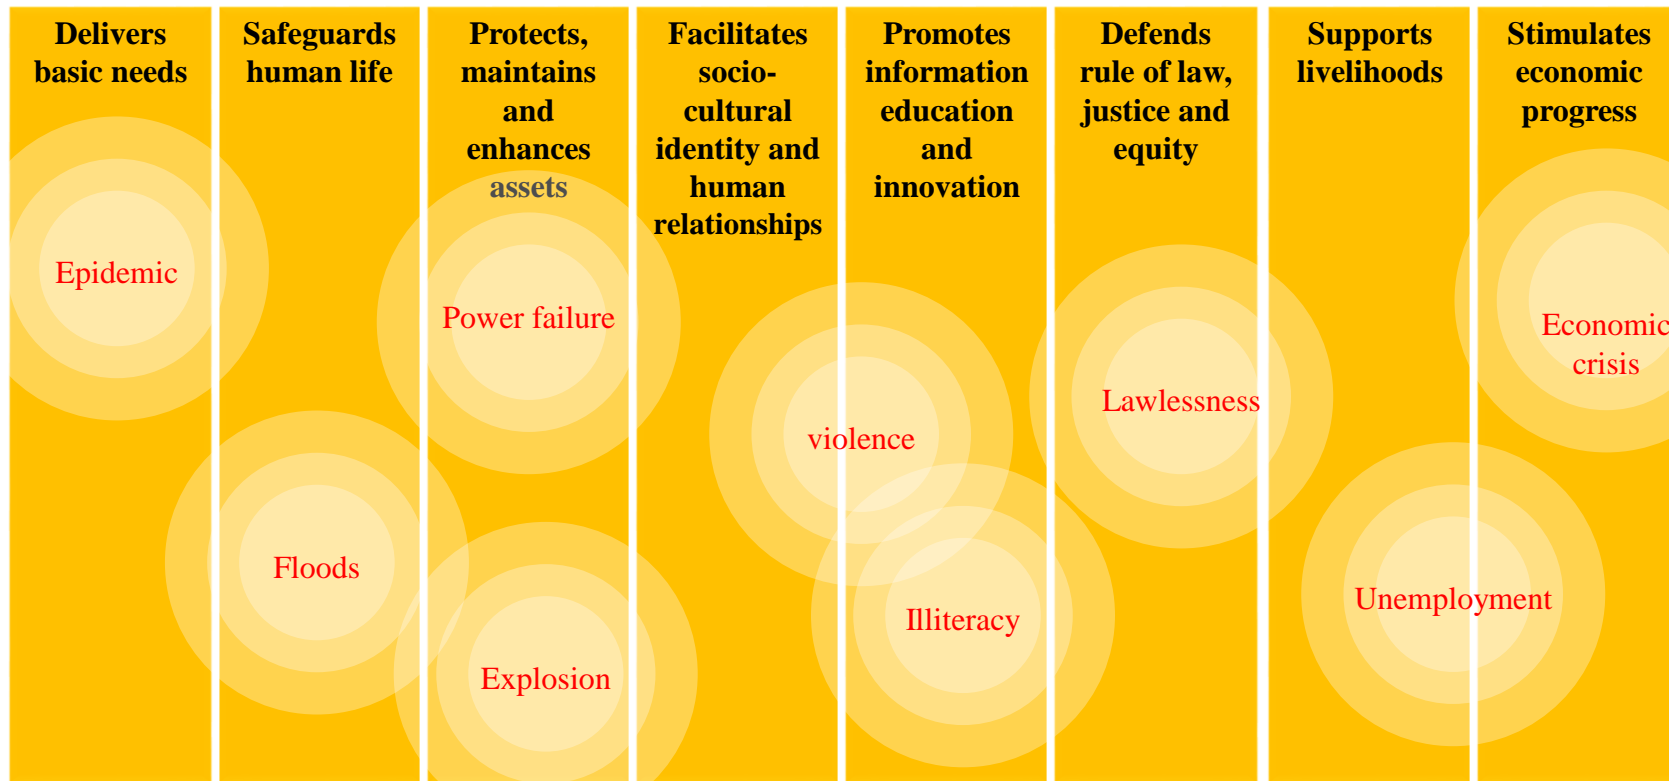 Delivers
basic needs
Safeguards
human life
Protects,
maintains
and
enhances
assets
Facilitates
socio-
cultural
identity and
human
relationships
Promotes
information
education
and
innovation
Defends
rule of law,
justice and
equity
Supports
livelihoods
Stimulates
economic
progress
Epidemic
Power failure
Economic
crisis
Lawlessness
violence
Floods
Unemployment
Illiteracy
Explosion